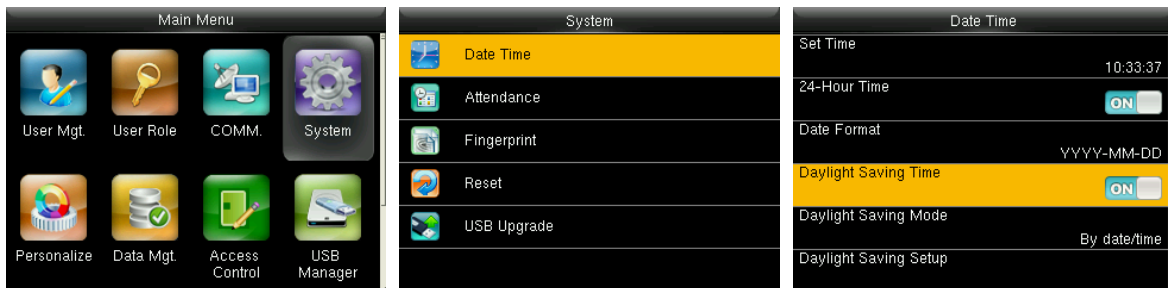 Main Menu
User Mgt.
User Role
COMM.
System
Personalize
Data Mgt.
Access
Control
USB
Manager
System
Date Time
Attendance
Fingerprint
Reset
USB Upgrade
Date Time
Set Time
10:33:37
24-Hour Time
ON
Date Format
YYYY-MM-DD
Daylight Saving Time
ON
Daylight Saving Mode
By date/time
Daylight Saving Setup